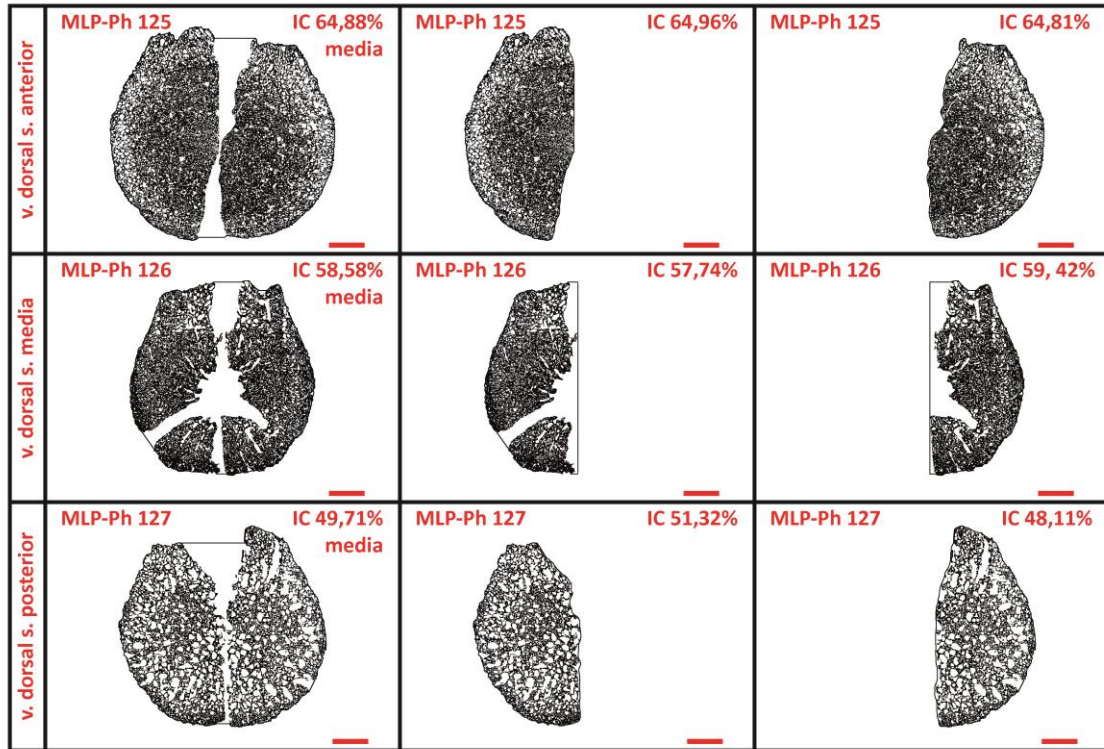 v. dorsal s. anterior
MLP-Ph 125
IC 64,88%
media
MLP-Ph 125
IC 64,96%
MLP-Ph 125
IC 64,81%
v. dorsal s. media
MLP-Ph 126
IC 58,58%
media
MLP-Ph 126
IC 57,74%
MLP-Ph 126
IC 59, 42%
v. dorsal s. posterior
MLP-Ph 127
IC 49,71%
media
MLP-Ph 127
IC 51,32%
MLP-Ph 127
IC 48,11%